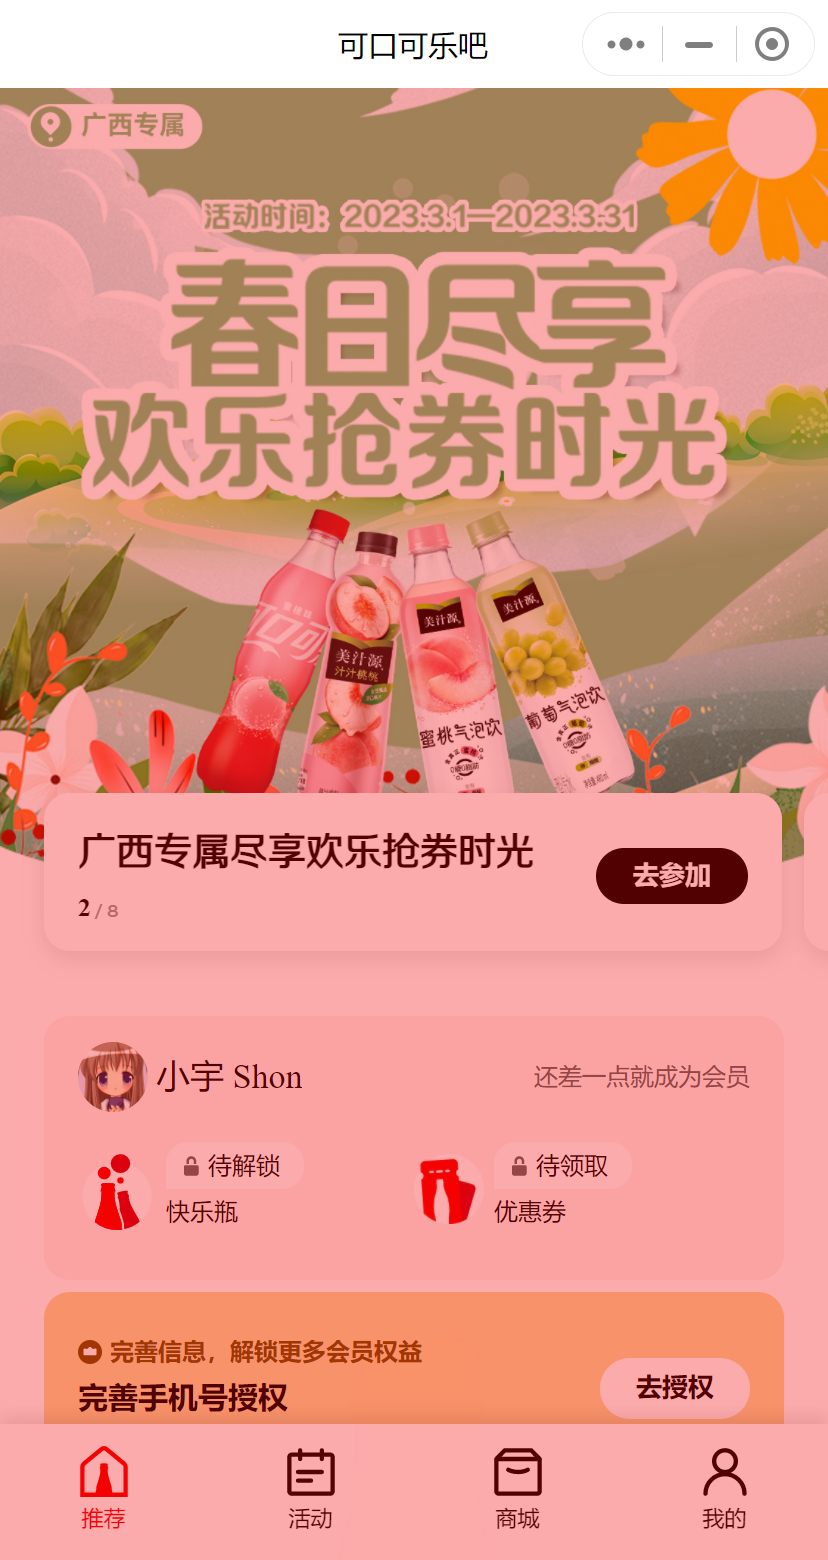 可口可乐吧
广西专属
活动时间：2023.3.1—2023.3.31
春日尽享
欢乐抢券时光
蜜桃味
可口可
美汁源
汁汁桃桃
美汁源
蜜桃气泡饮
美汁源
葡萄气泡饮
广西专属尽享欢乐抢券时光
去参加
2 / 8
小宇 Shon
还差一点就成为会员
待解锁
快乐瓶
待领取
优惠券
完善信息，解锁更多会员权益
完善手机号授权
去授权
推荐
活动
商城
我的